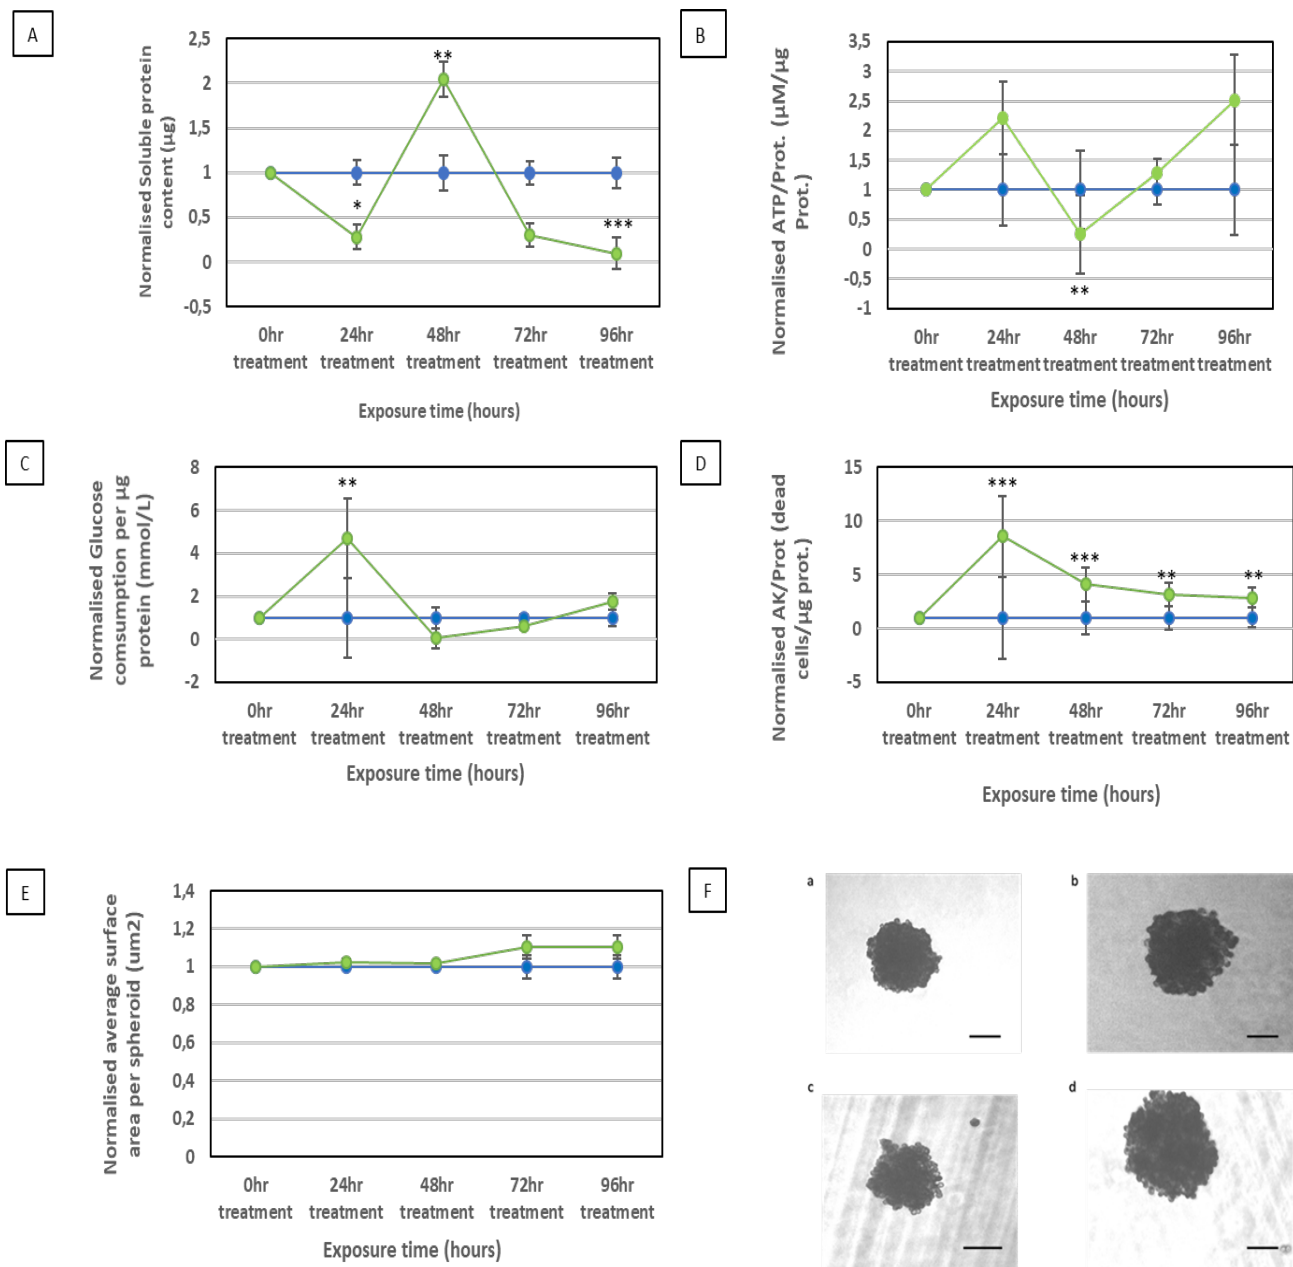 A
Normalised Soluble protein
content (µg)
2,5
2
1,5
1
0,5
0
-0,5
**
*
***
0hr 24hr 48hr 72hr 96hr
treatment treatment treatment treatment treatment
Exposure time (hours)
B
Normalised ATP/Prot. (µM/µg
Prot.)
3,5
3
2,5
2
1,5
1
0,5
0
-0,5
-1
**
0hr 24hr 48hr 72hr 96hr
treatment treatment treatment treatment treatment
Exposure time (hours)
C
Normalised Glucose
comsumption per µg
protein (mmol/L)
8
6
4
2
0
-2
**
0hr 24hr 48hr 72hr 96hr
treatment treatment treatment treatment treatment
Exposure time (hours)
D
Normalised AK/Prot (dead
cells/µg prot.)
15
10
5
0
-5
***
***
**
**
0hr 24hr 48hr 72hr 96hr
treatment treatment treatment treatment treatment
Exposure time (hours)
E
Normalised average surface
area per spheroid (um2)
1,4
1,2
1
0,8
0,6
0,4
0,2
0
0hr 24hr 48hr 72hr 96hr
treatment treatment treatment treatment treatment
Exposure time (hours)
F
a
b
c
d